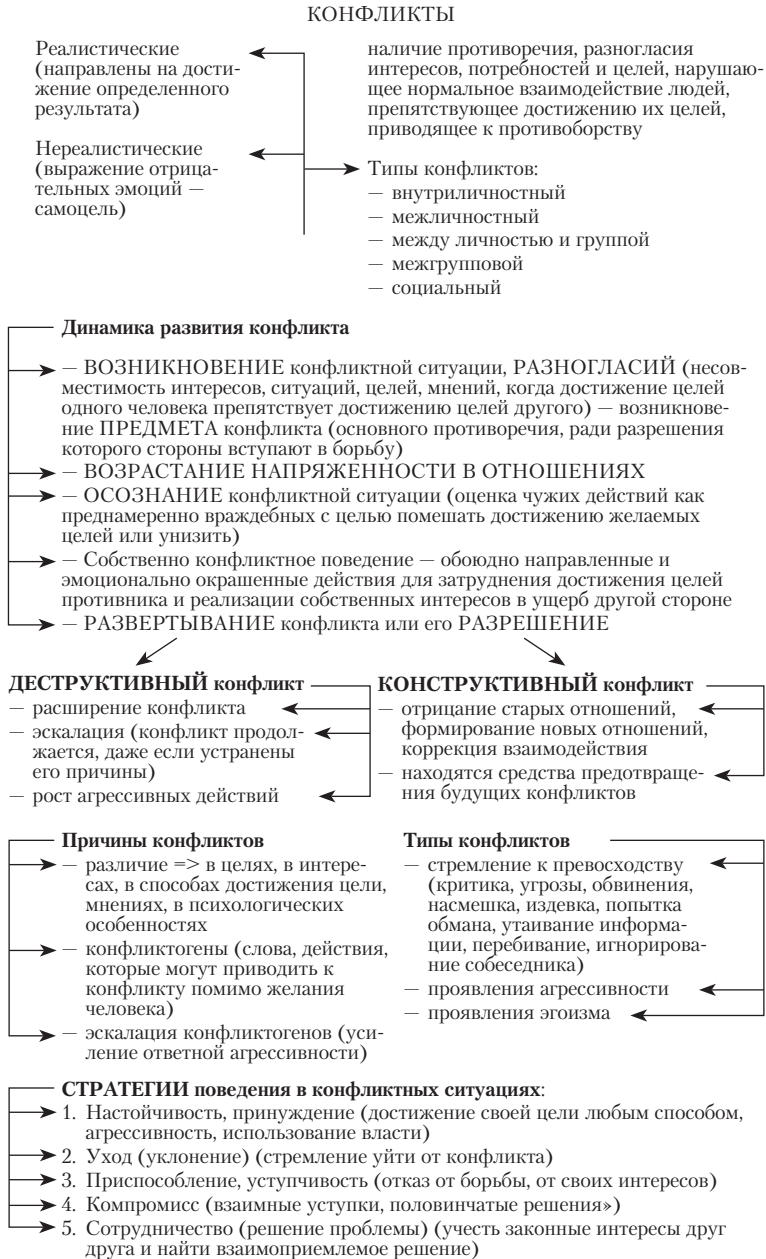 КОНФЛИКТЫ
Реалистические
(направлены на дости-
жение определенного
результата)
Нереалистические
(выражение отрица-
тельных эмоций —
самоцель)
наличие противоречия, разногласия
интересов, потребностей и целей, нарушаю-
щее нормальное взаимодействие людей,
препятствующее достижению их целей,
приводящее к противоборству
Типы конфликтов:
— внутриличностный
— межличностный
— между личностью и группой
— межгрупповой
— социальный
Динамика развития конфликта
— ВОЗНИКНОВЕНИЕ конфликтной ситуации, РАЗНОГЛАСИЙ (несов-
местимость интересов, ситуаций, целей, мнений, когда достижение целей
одного человека препятствует достижению целей другого) — возникнове-
ние ПРЕДМЕТА конфликта (основного противоречия, ради разрешения
которого стороны вступают в борьбу)
— ВОЗРАСТАНИЕ НАПРЯЖЕННОСТИ В ОТНОШЕНИЯХ
— ОСОЗНАНИЕ конфликтной ситуации (оценка чужих действий как
преднамеренно враждебных с целью помешать достижению желаемых
целей или унизить)
— Собственно конфликтное поведение — обоюдно направленные и
эмоционально окрашенные действия для затруднения достижения целей
противника и реализации собственных интересов в ущерб другой стороне
— РАЗВЕРТЫВАНИЕ конфликта или его РАЗРЕШЕНИЕ
ДЕСТРУКТИВНЫЙ конфликт
— расширение конфликта
— эскалация (конфликт продол-
жается, даже если устранены
его причины)
— рост агрессивных действий
КОНСТРУКТИВНЫЙ конфликт
— отрицание старых отношений,
формирование новых отношений,
коррекция взаимодействия
— находятся средства предотвраще-
ния будущих конфликтов
Причины конфликтов
— различие => в целях, в интере-
сах, в способах достижения цели,
мнениях, в психологических
особенностях
— конфликтогены (слова, действия,
которые могут приводить к
конфликту помимо желания
человека)
— эскалация конфликтогенов (уси-
ление ответной агрессивности)
Типы конфликтов
— стремление к превосходству
(критика, угрозы, обвинения,
насмешка, издевка, попытка
обмана, утаивание информа-
ции, перебивание, игнорирова-
ние собеседника)
— проявления агрессивности
— проявления эгоизма
СТРАТЕГИИ поведения в конфликтных ситуациях:
1. Настойчивость, принуждение (достижение своей цели любым способом,
агрессивность, использование власти)
2. Уход (уклонение) (стремление уйти от конфликта)
3. Приспособление, уступчивость (отказ от борьбы, от своих интересов)
4. Компромисс (взаимные уступки, половинчатые решения»)
5. Сотрудничество (решение проблемы) (учесть законные интересы друг
друга и найти взаимоприемлемое решение)